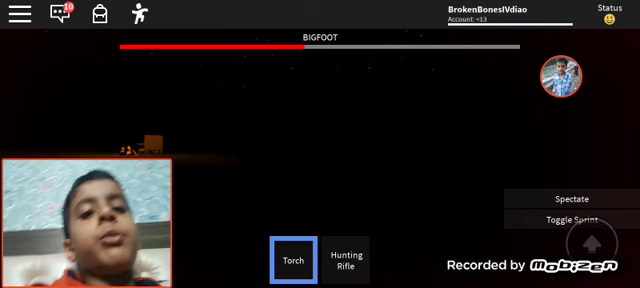 10
BrokenBonesIVdiao
Account: <13
Status
BIGFOOT
Spectate
Toggle Sprint
Torch
Hunting
Rifle
Recorded by Mobizen